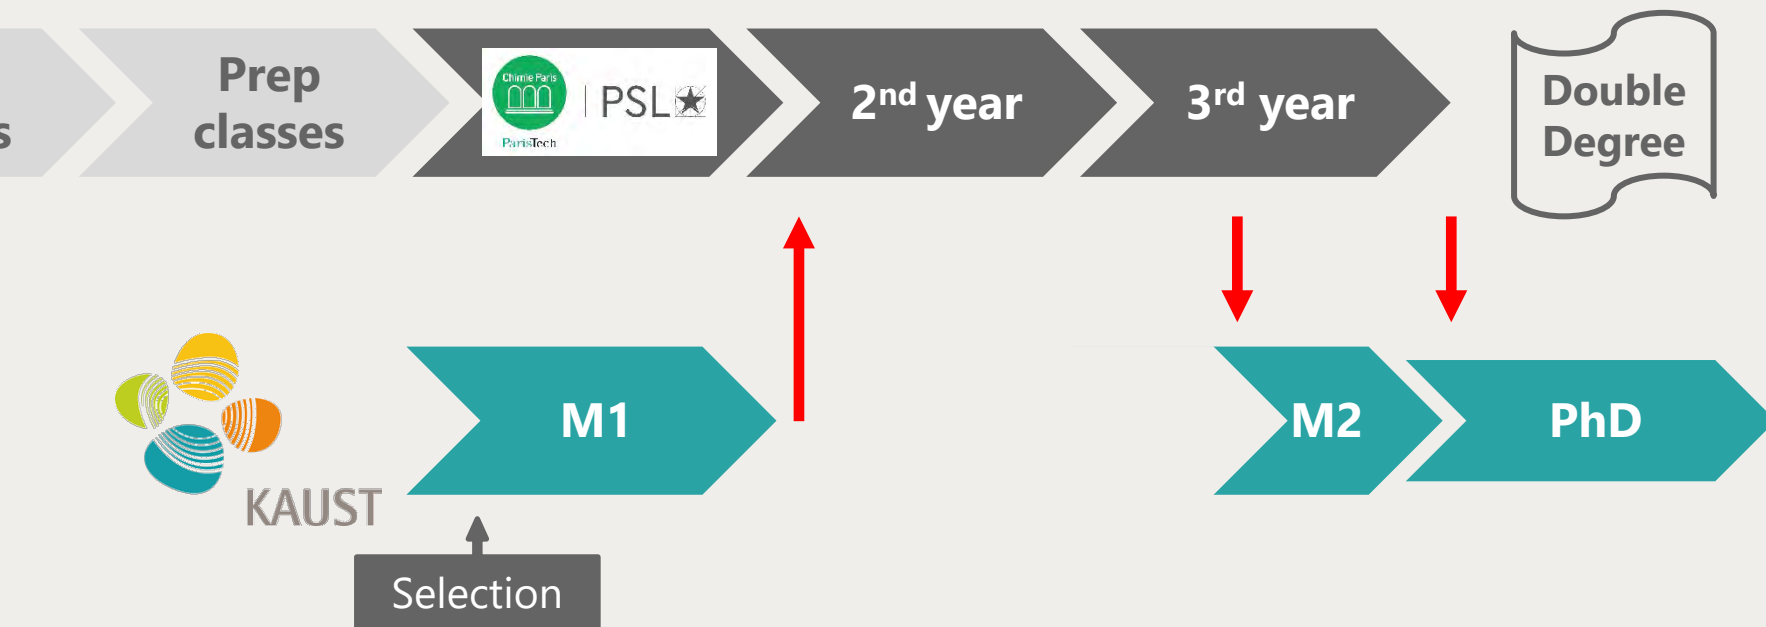 s
Prep
classes
Chimie Paris
ParisTech
PSL
2nd year
3rd year
Double
Degree
KAUST
M1
M2
PhD
Selection